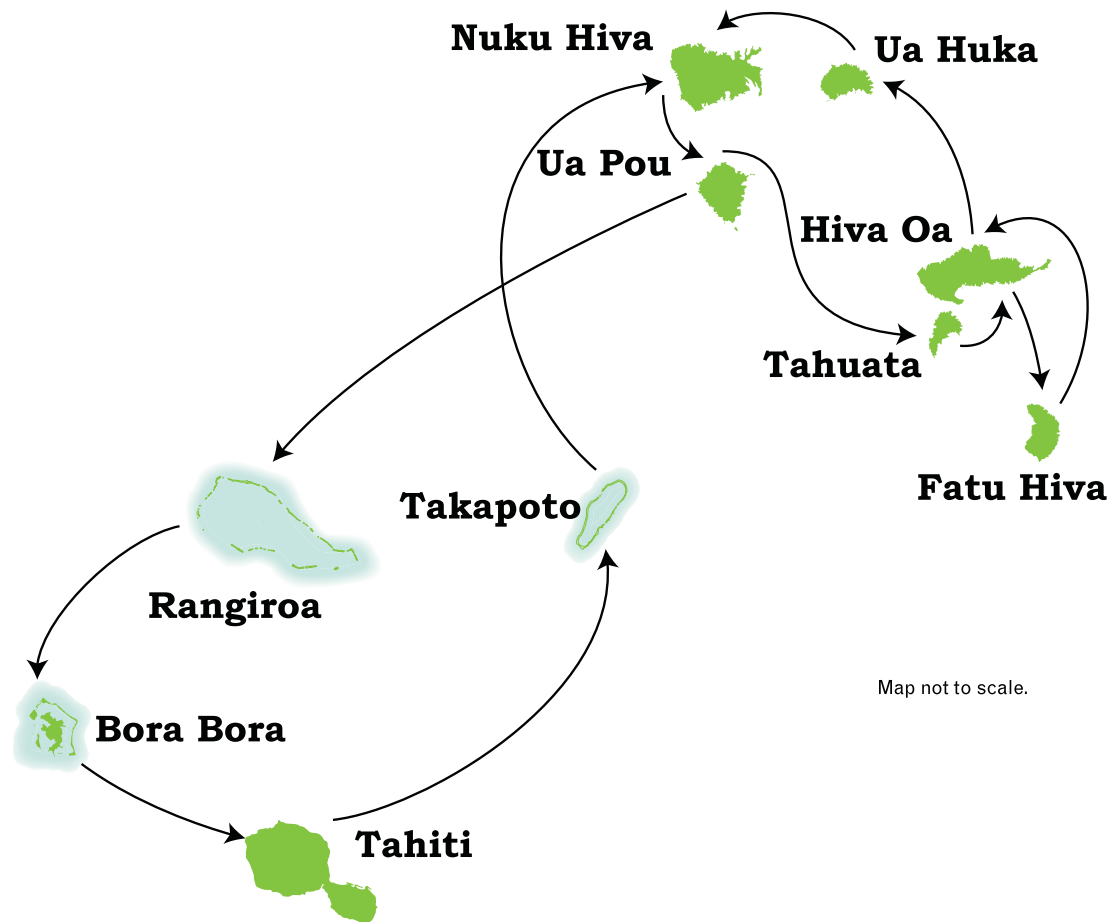 Nuku Hiva
Ua Huka
Ua Pou
Hiva Oa
Tahuata
Fatu Hiva
Takapoto
Rangiroa
Map not to scale.
Bora Bora
Tahiti